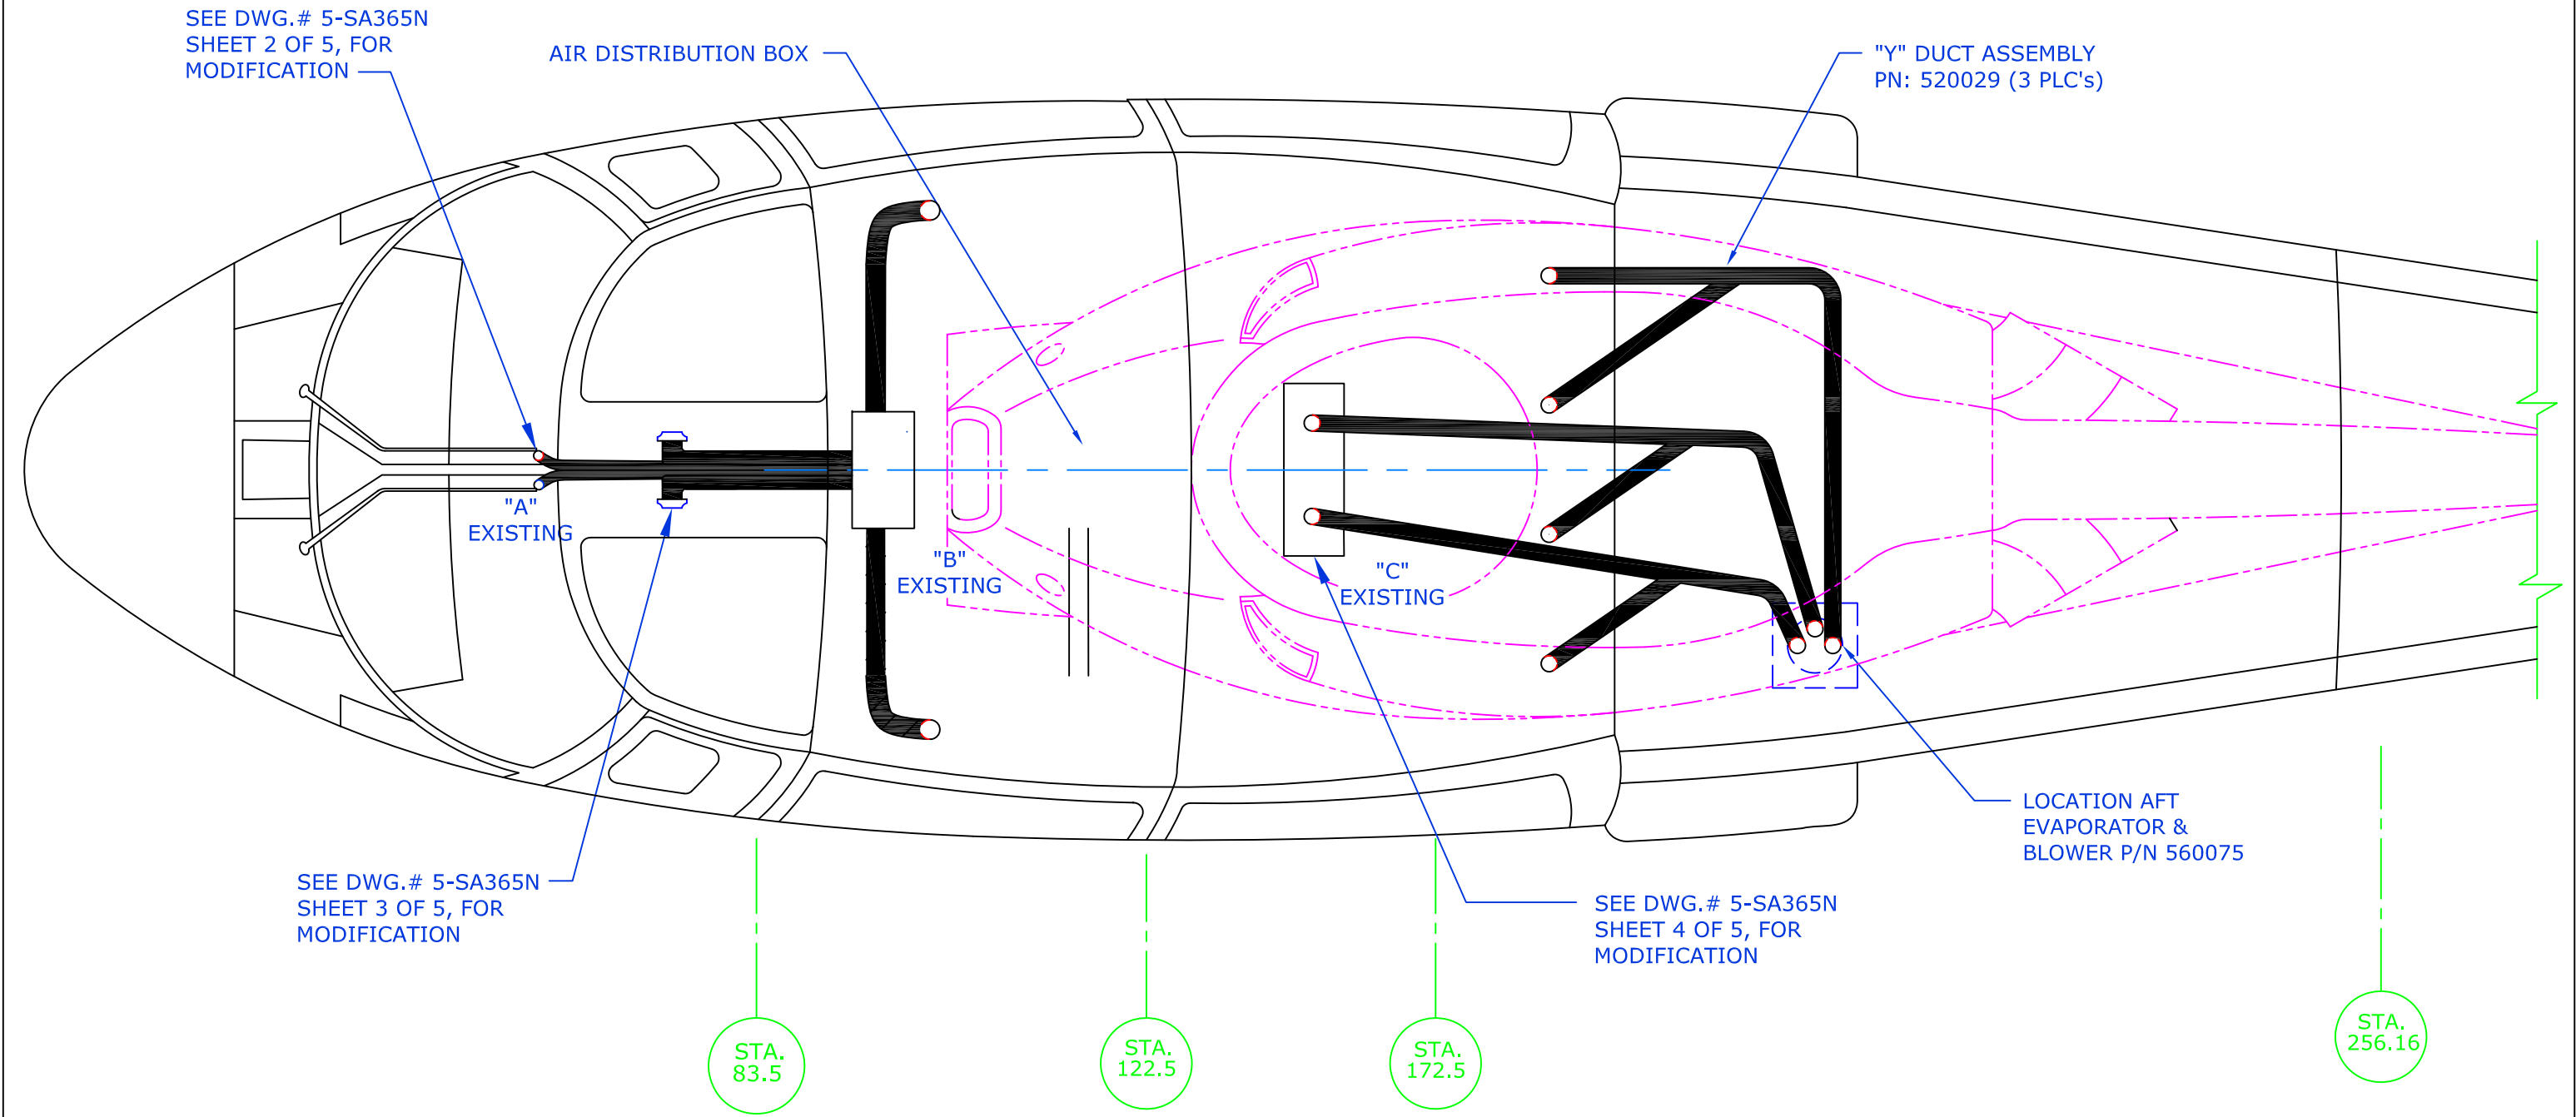 SEE DWG.# 5-SA365N
SHEET 2 OF 5, FOR
MODIFICATION
AIR DISTRIBUTION BOX
"Y" DUCT ASSEMBLY
PN: 520029 (3 PLC's)
"A"
EXISTING
"B"
EXISTING
"C"
EXISTING
LOCATION AFT
EVAPORATOR &
BLOWER P/N 560075
SEE DWG.# 5-SA365N
SHEET 3 OF 5, FOR
MODIFICATION
SEE DWG.# 5-SA365N
SHEET 4 OF 5, FOR
MODIFICATION
STA.
83.5
STA.
122.5
STA.
172.5
STA.
256.16